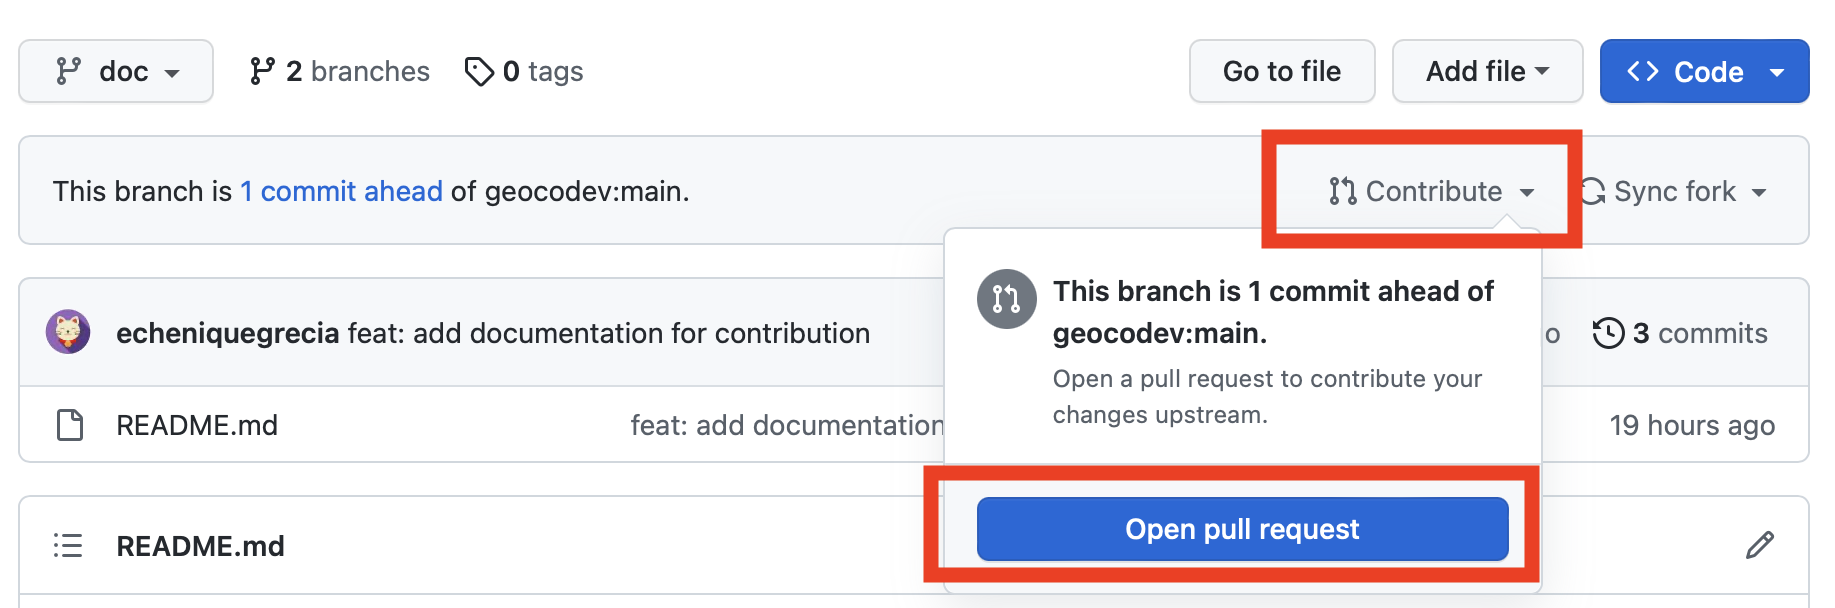 doc 2 branches 0 tags Go to file Add file Code
This branch is 1 commit ahead of geocodev:main. Contribute Sync fork
This branch is 1 commit ahead of
geocodev:main.
Open a pull request to contribute your
changes upstream.
Open pull request
echeniquegrecia feat: add documentation for contribution o 3 commits
README.md feat: add documentation 19 hours ago
README.md